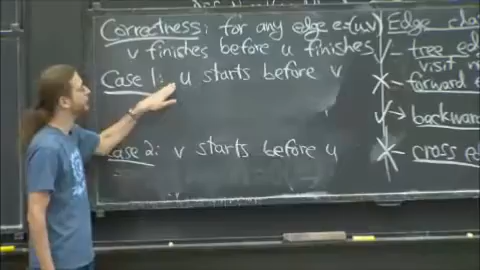 Correctness: for any edge e=(u,v)
v finishes before u finishes
Case 1: u starts before v
Case 2: v starts before u
Edge clas
tree ed
visit n
forward e
backward
cross e